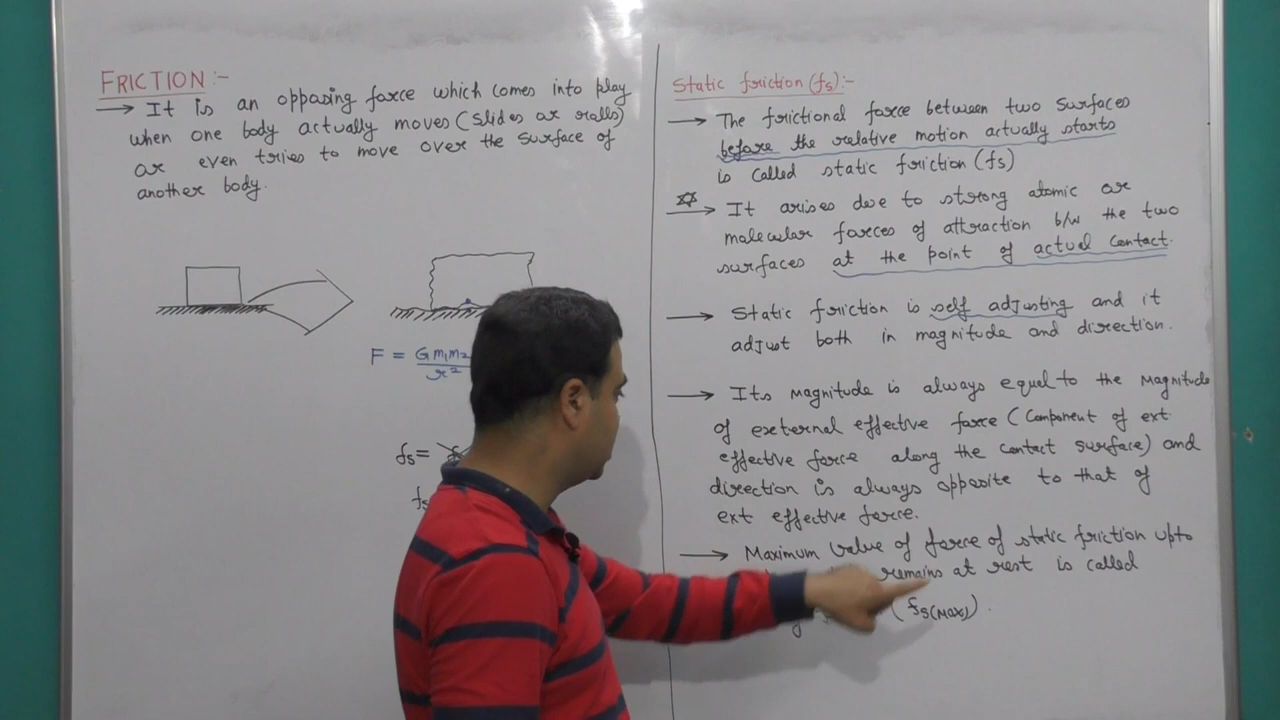 FRICTION :-
→ It is an opposing force which comes into play
when one body actually moves (slides or rolls)
or even tries to move over the surface of
another body.
F = Gm₁m₂
r²
fs =
fs
Static friction (fs) :-
→ The frictional force between two surfaces
before the relative motion actually starts
is called static friction (fs)
→ It arises due to strong atomic or
molecular forces of attraction b/w the two
surfaces at the point of actual contact.
→ Static friction is self adjusting and it
adjust both in magnitude and direction.
→ Its magnitude is always equal to the magnitude
of external effective force (Component of ext
effective force along the contact surface) and
direction is always opposite to that of
ext effective force.
→ Maximum value of force of static friction upto
remains at rest is called
(fs(Max)).